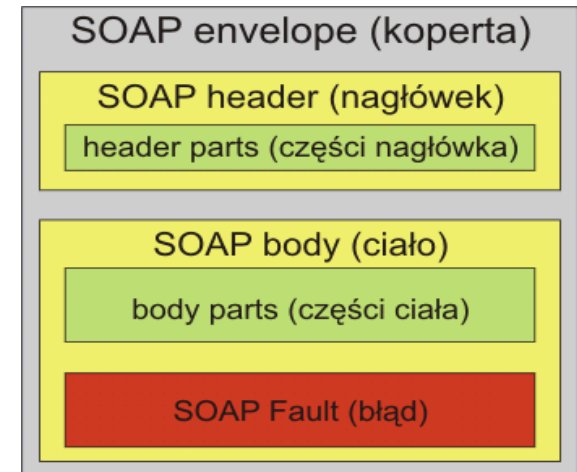 SOAP envelope (koperta)
SOAP header (nagłówek)
header parts (części nagłówka)
SOAP body (ciało)
body parts (części ciała)
SOAP Fault (błąd)